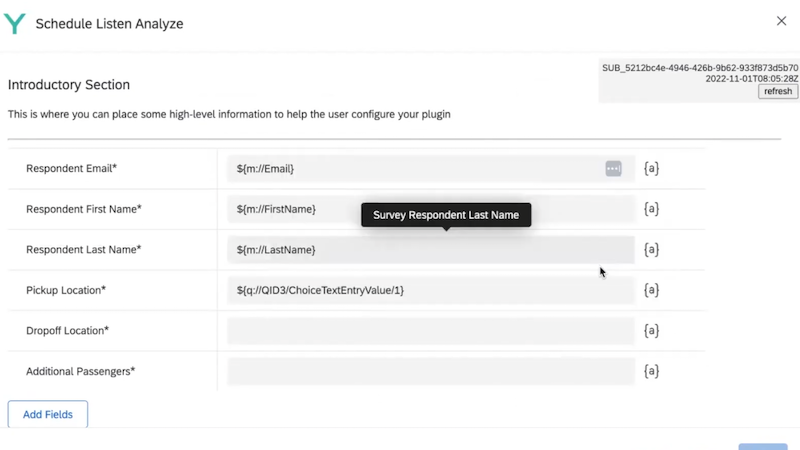 Schedule Listen Analyze
SUB_5212bc4e-4946-426b-9b62-933f873d5b70
2022-11-01T08:05:28Z
refresh
Introductory Section
This is where you can place some high-level information to help the user configure your plugin
Respondent Email* ${m://Email} {a}
Respondent First Name* ${m://FirstName} {a}
Survey Respondent Last Name
Respondent Last Name* ${m://LastName} {a}
Pickup Location* ${q://QID3/ChoiceTextEntryValue/1} {a}
Dropoff Location* {a}
Additional Passengers* {a}
Add Fields